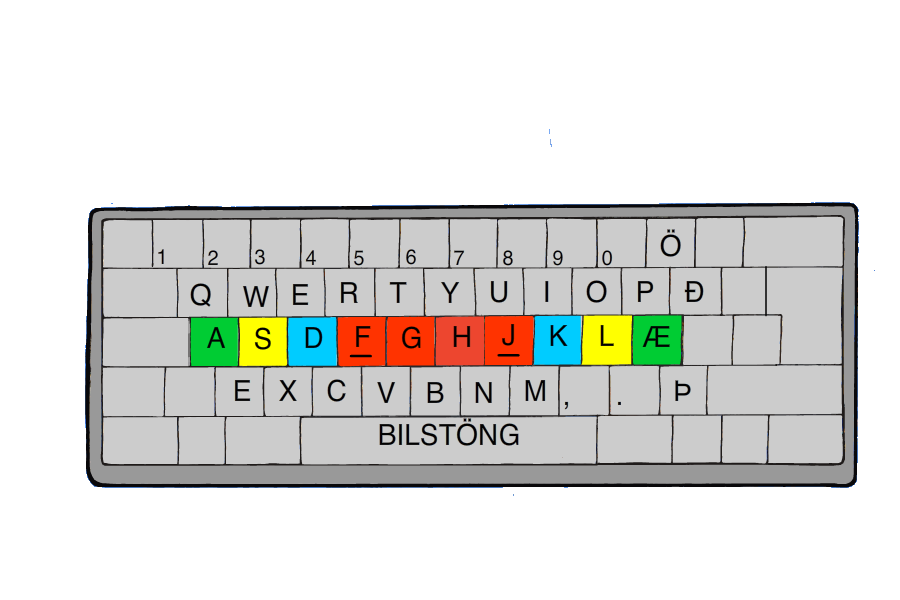 1 2 3 4 5 6 7 8 9 0 Ö
Q W E R T Y U I O P Ð
A S D F G H J K L Æ
E X C V B N M , . Þ
BILSTÖNG